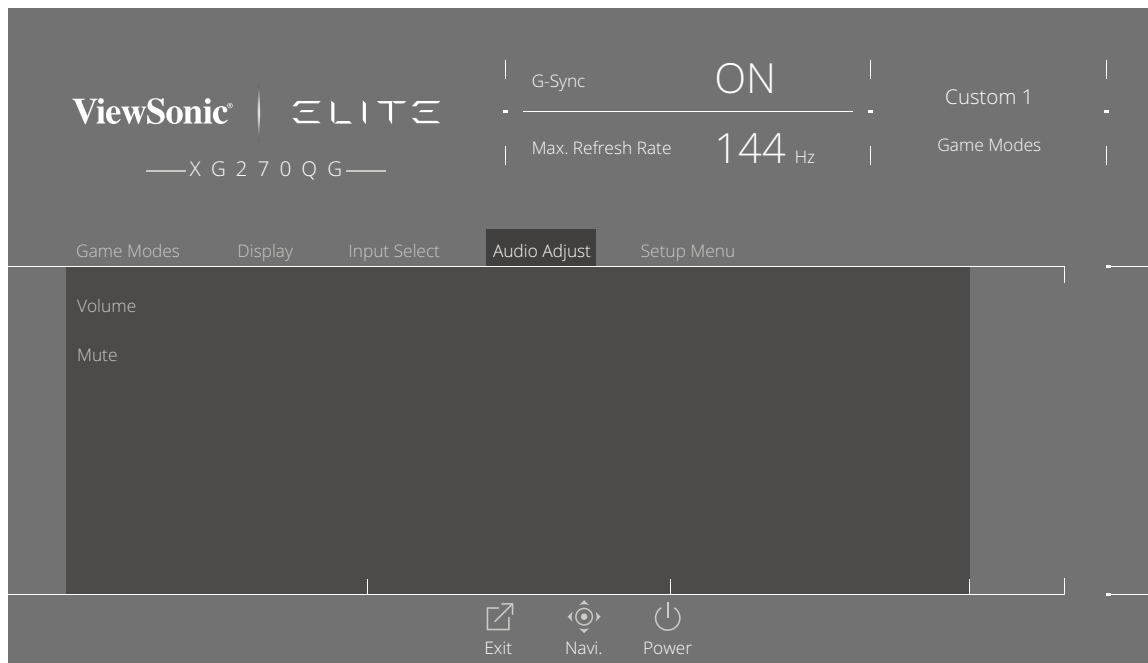 ViewSonic® ELITE
XG270QG
G-Sync ON
Max. Refresh Rate 144 Hz
Custom 1
Game Modes
Game Modes Display Input Select Audio Adjust Setup Menu
Volume
Mute
Exit Navi. Power